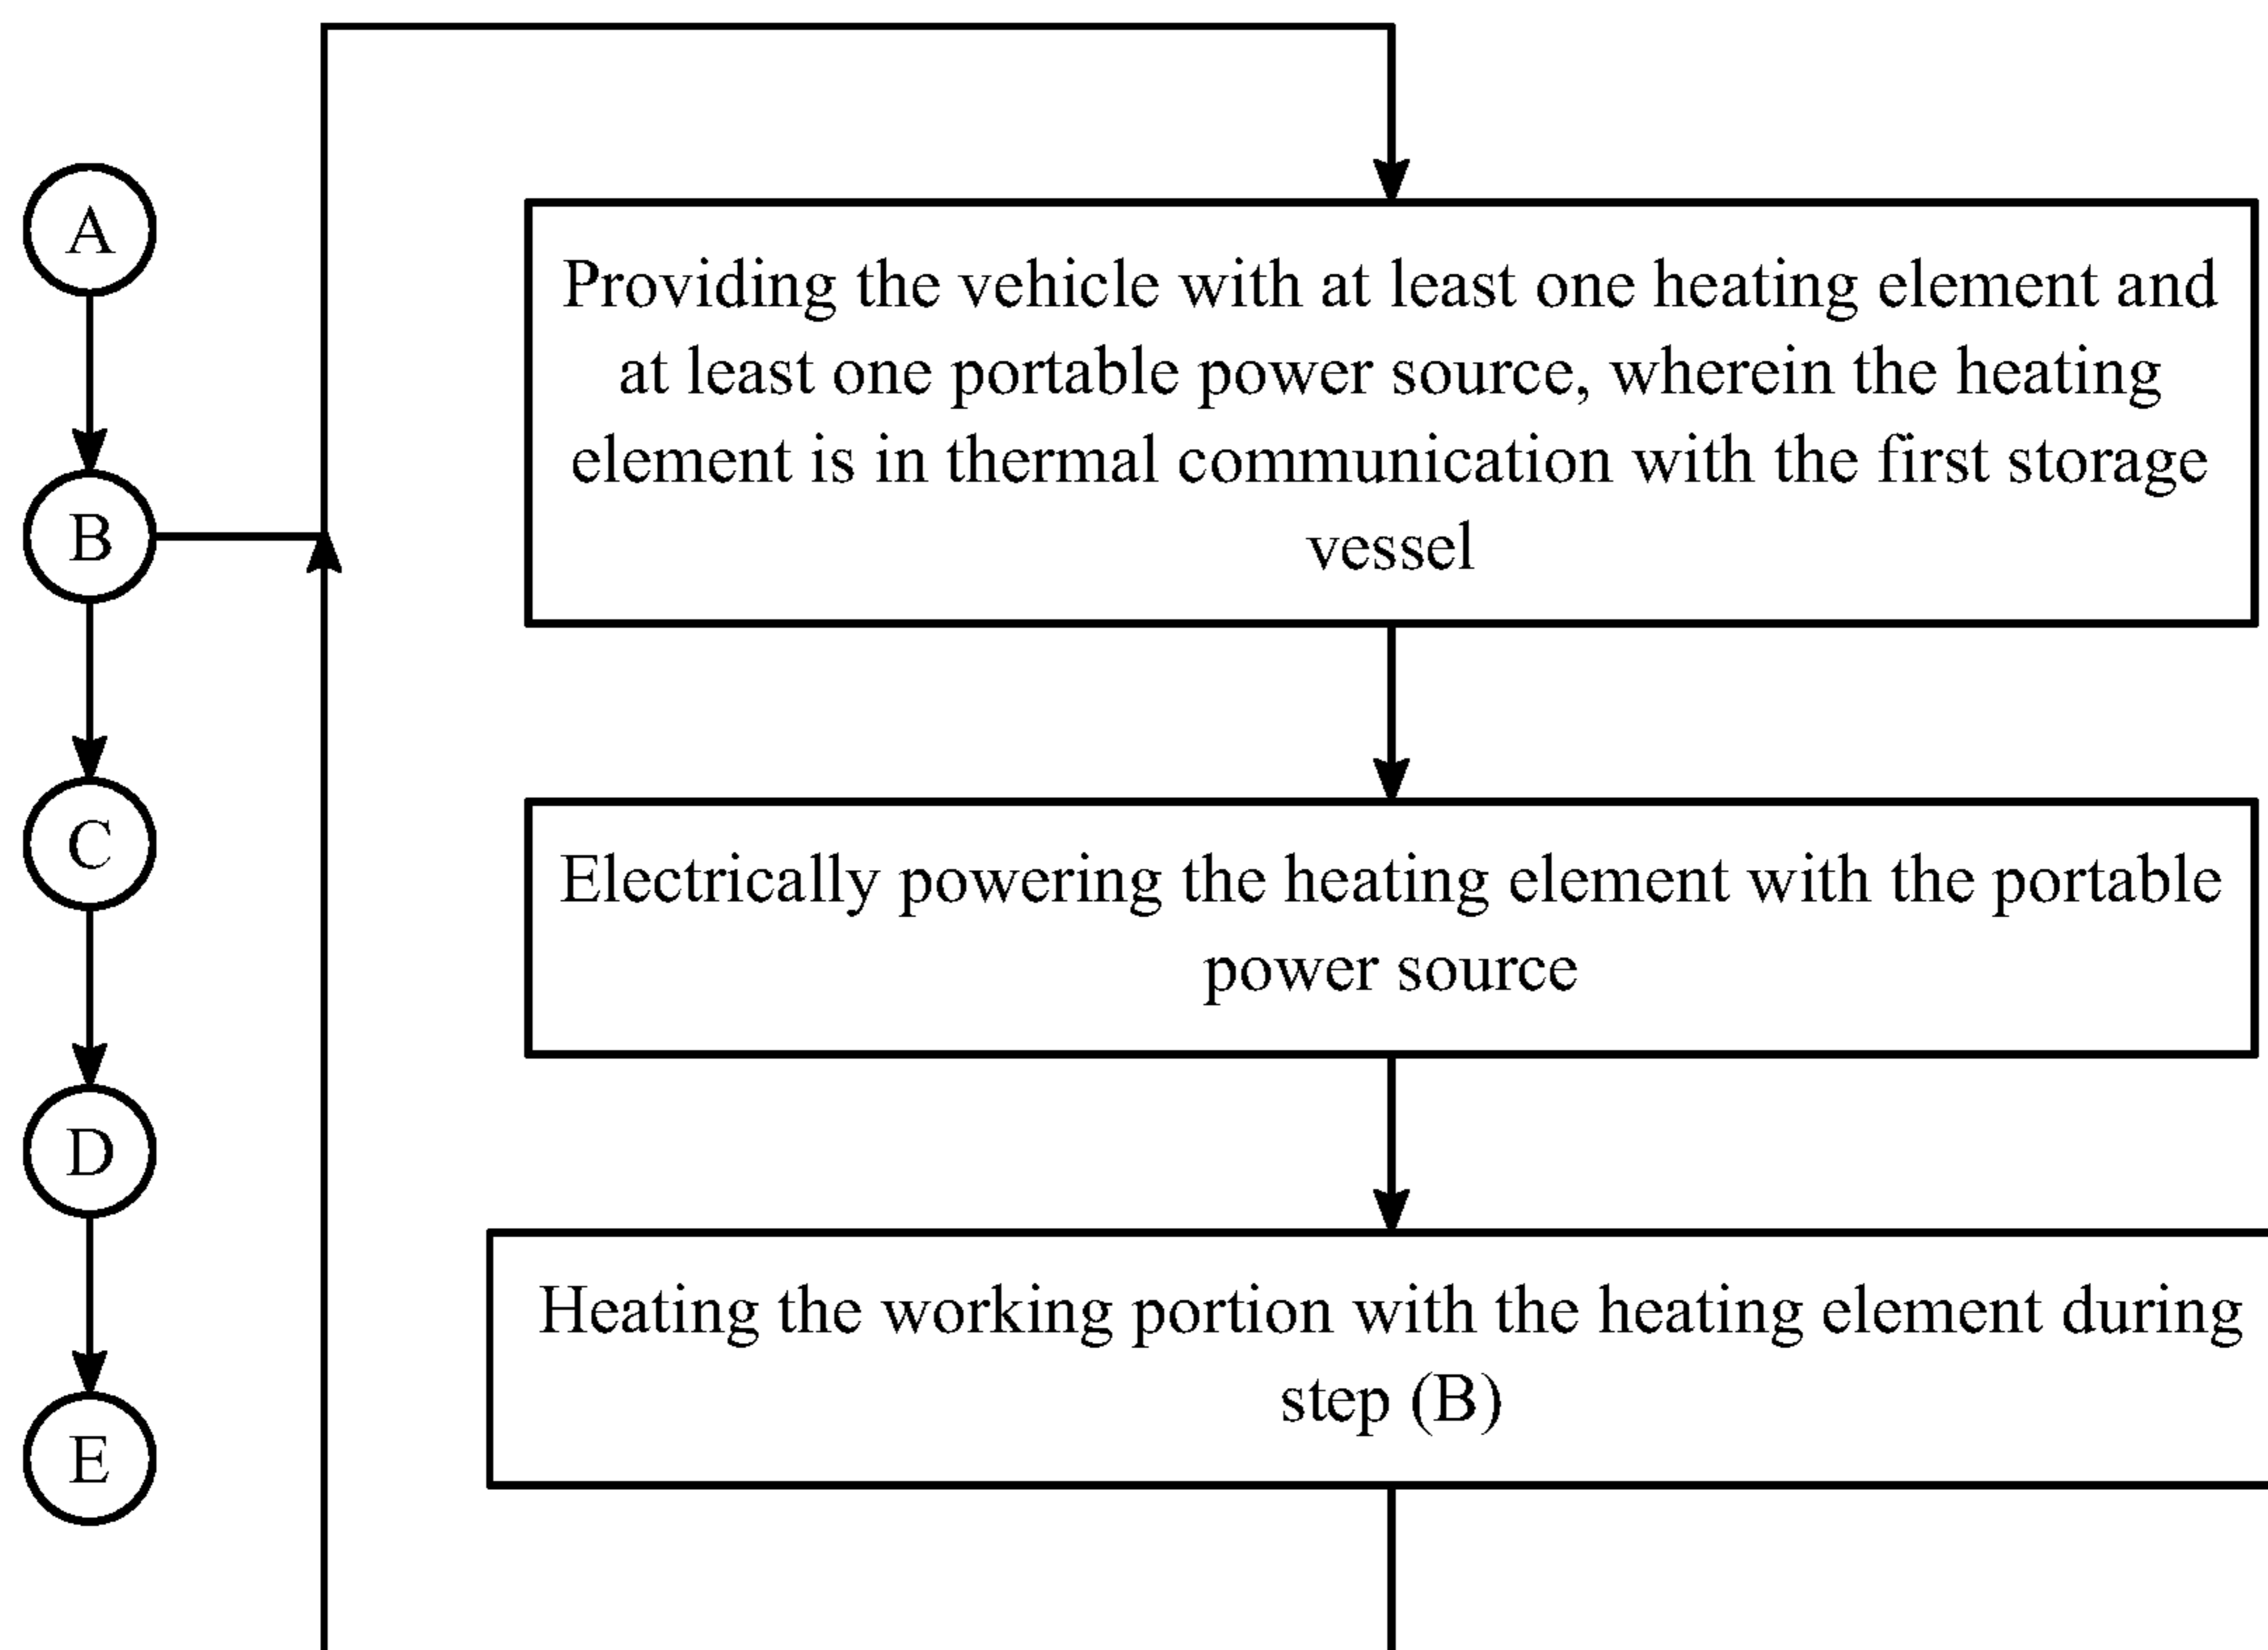 A
B
C
D
E
Providing the vehicle with at least one heating element and
at least one portable power source, wherein the heating
element is in thermal communication with the first storage
vessel
Electrically powering the heating element with the portable
power source
Heating the working portion with the heating element during
step (B)